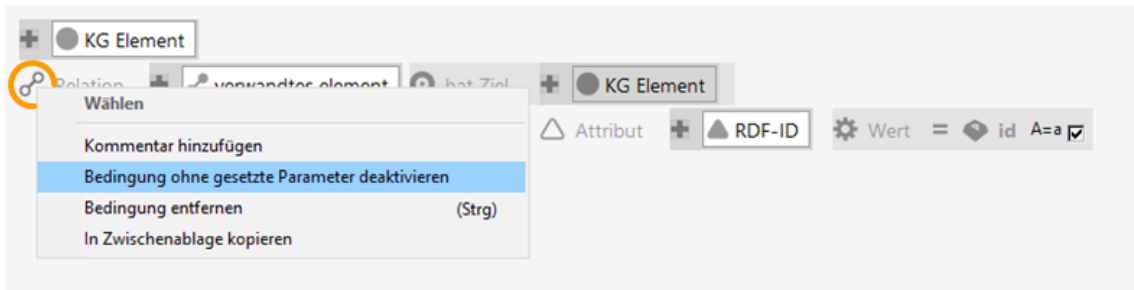 KG Element
Relation verwandtes element hat Ziel KG Element
Wählen
Attribut RDF-ID Wert = id A=a
Kommentar hinzufügen
Bedingung ohne gesetzte Parameter deaktivieren
Bedingung entfernen (Strg)
In Zwischenablage kopieren